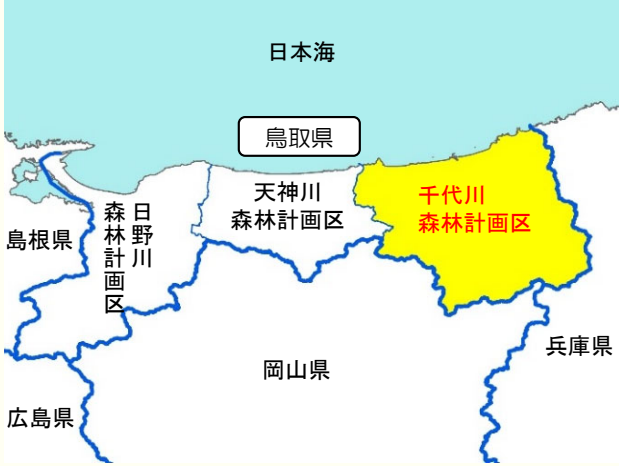 日本海
鳥取県
天神川
森林計画区
千代川
森林計画区
日野川
森林計画区
島根県
岡山県
兵庫県
広島県